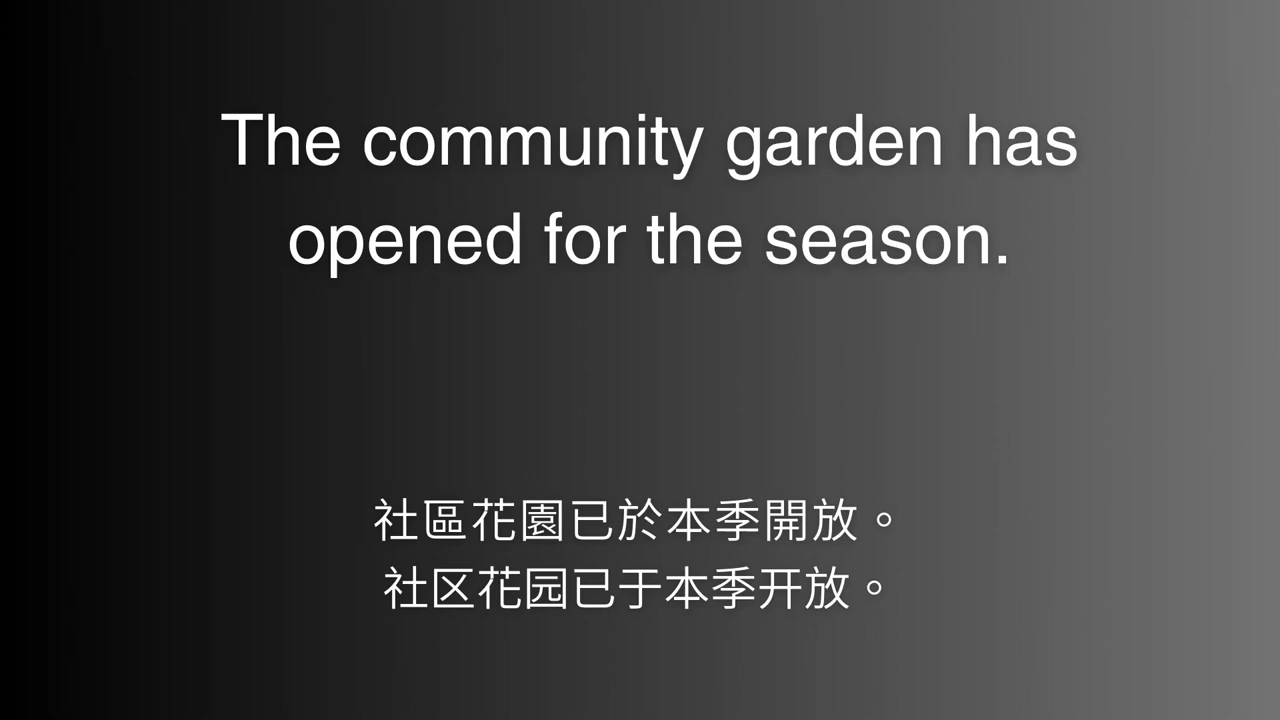 The community garden has
opened for the season.
社區花園已於本季開放。
社区花园已于本季开放。